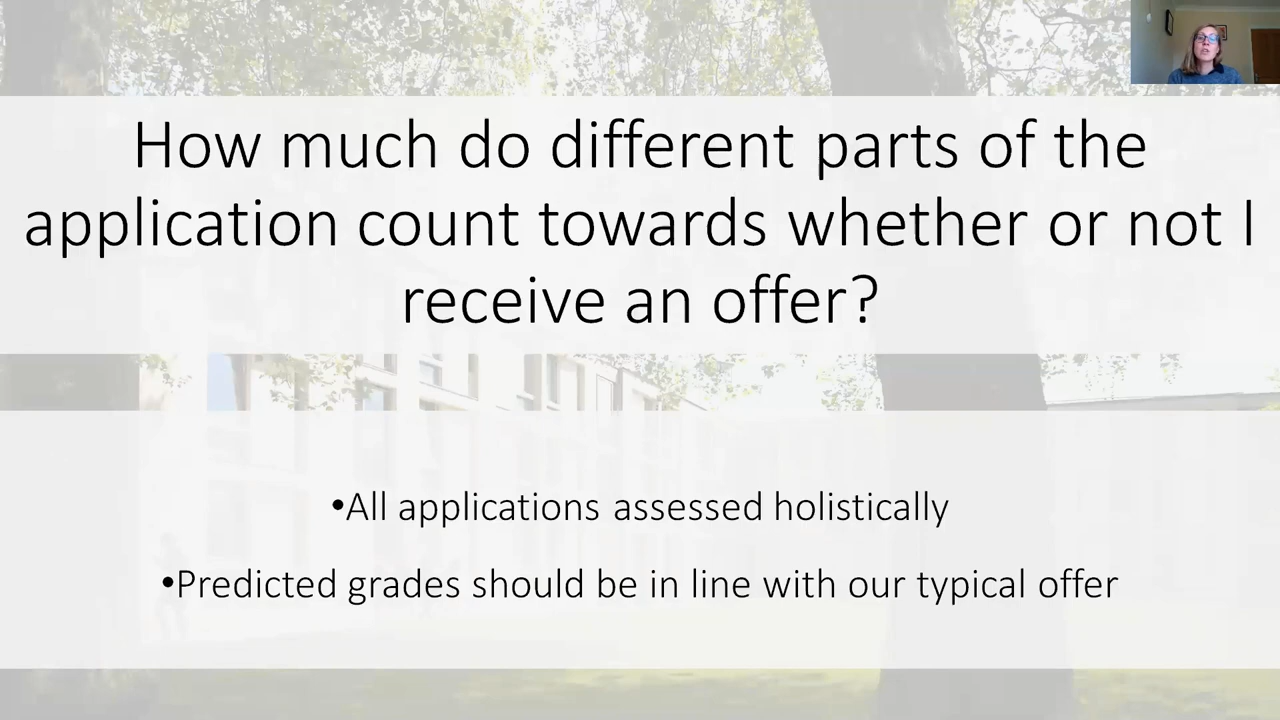 How much do different parts of the
application count towards whether or not I
receive an offer?
•All applications assessed holistically
•Predicted grades should be in line with our typical offer